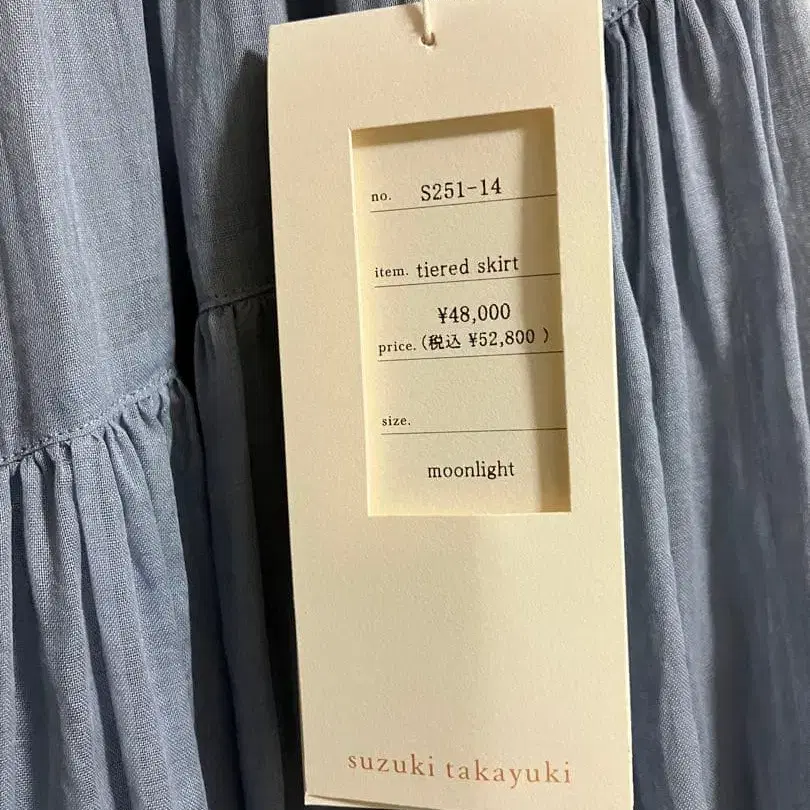 no. S251-14
item. tiered skirt
¥48,000
price. (税込 ¥52,800 )
size.
moonlight
suzuki takayuki